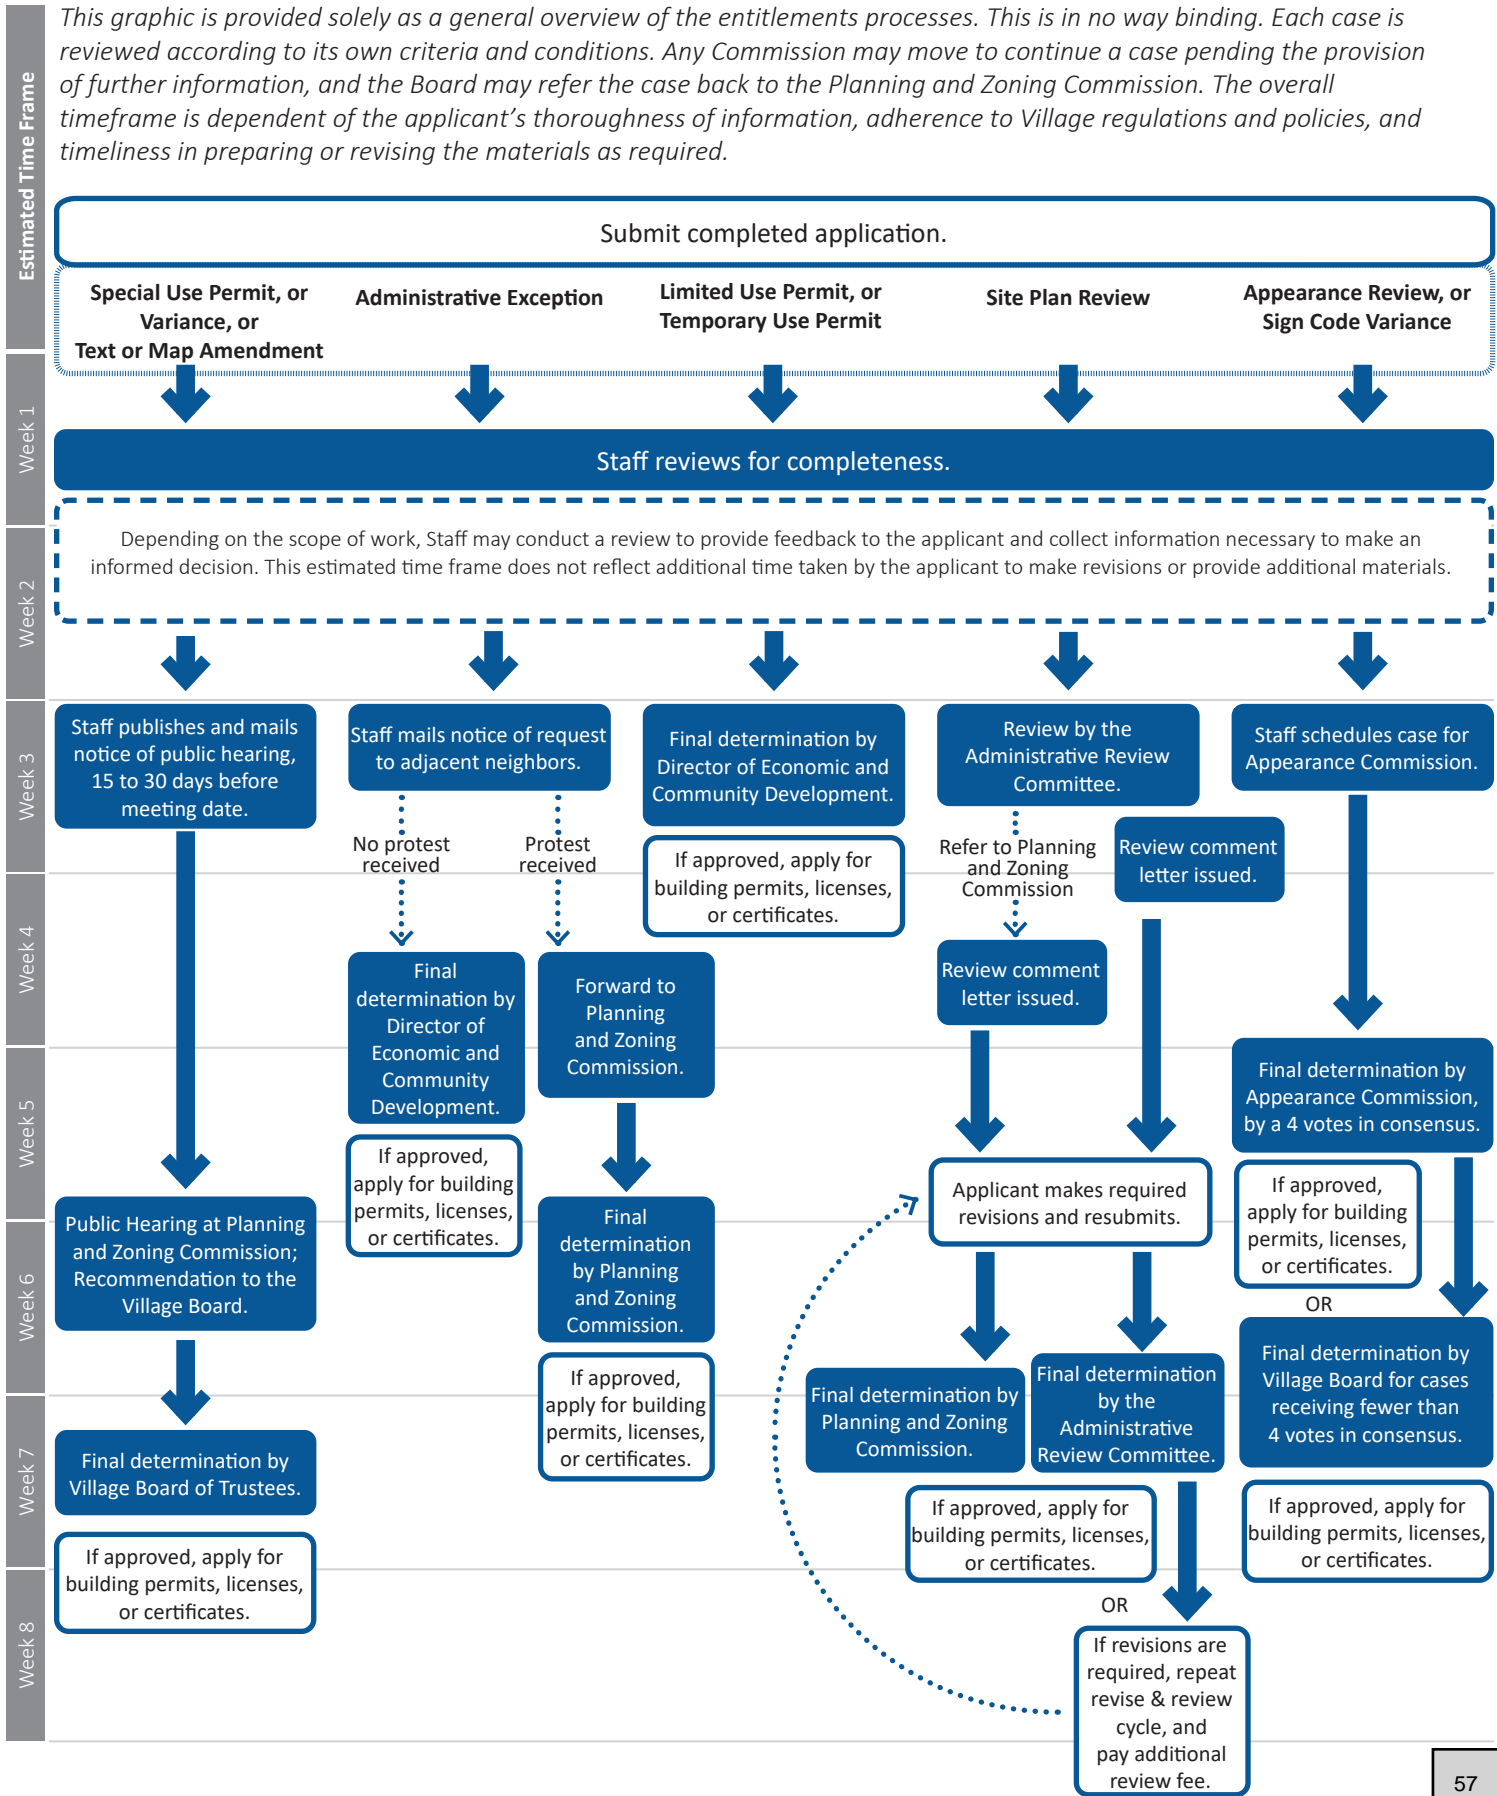 This graphic is provided solely as a general overview of the entitlements processes. This is in no way binding. Each case is
reviewed according to its own criteria and conditions. Any Commission may move to continue a case pending the provision
of further information, and the Board may refer the case back to the Planning and Zoning Commission. The overall
timeframe is dependent of the applicant's thoroughness of information, adherence to Village regulations and policies, and
timeliness in preparing or revising the materials as required.
Estimated Time Frame
Submit completed application.
Special Use Permit, or
Variance, or
Text or Map Amendment
Administrative Exception
Limited Use Permit, or
Temporary Use Permit
Site Plan Review
Appearance Review, or
Sign Code Variance
Week 1
Staff reviews for completeness.
Week 2
Depending on the scope of work, Staff may conduct a review to provide feedback to the applicant and collect information necessary to make an
informed decision. This estimated time frame does not reflect additional time taken by the applicant to make revisions or provide additional materials.
Week 3
Staff publishes and mails
notice of public hearing,
15 to 30 days before
meeting date.
Staff mails notice of request
to adjacent neighbors.
No protest
received
Protest
received
Final determination by
Director of Economic and
Community Development.
If approved, apply for
building permits, licenses,
or certificates.
Review by the
Administrative Review
Committee.
Refer to Planning
and Zoning
Commission
Review comment
letter issued.
Staff schedules case for
Appearance Commission.
Week 4
Final
determination by
Director of
Economic and
Community
Development.
Forward to
Planning
and Zoning
Commission.
Review comment
letter issued.
Week 5
If approved,
apply for building
permits, licenses,
or certificates.
Applicant makes required
revisions and resubmits.
Final determination by
Appearance Commission,
by a 4 votes in consensus.
If approved,
apply for building
permits, licenses,
or certificates.
OR
Week 6
Public Hearing at Planning
and Zoning Commission;
Recommendation to the
Village Board.
Final
determination
by Planning
and Zoning
Commission.
If approved,
apply for building
permits, licenses,
or certificates.
Final determination by
Planning and Zoning
Commission.
Final determination
by the
Administrative
Review Committee.
Final determination by
Village Board for cases
receiving fewer than
4 votes in consensus.
Week 7
Final determination by
Village Board of Trustees.
If approved, apply for
building permits, licenses,
or certificates.
If approved, apply for
building permits, licenses,
or certificates.
If approved, apply for
building permits, licenses,
or certificates.
Week 8
OR
If revisions are
required, repeat
revise & review
cycle, and
pay additional
review fee.
57